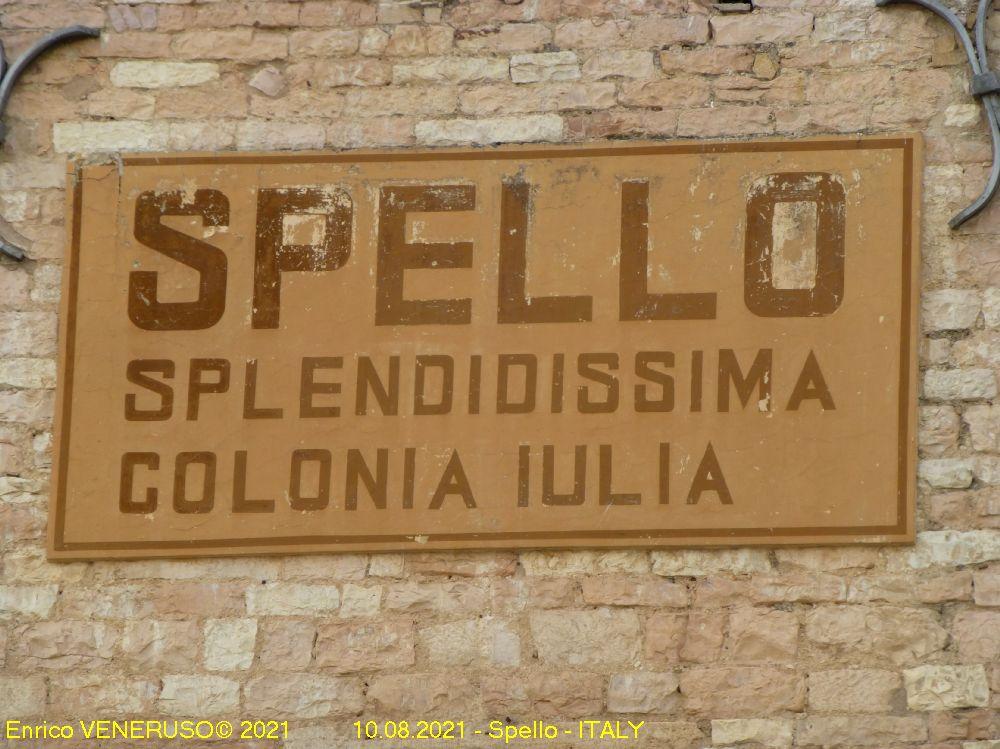 SPELLO
SPLENDIDISSIMA
COLONIA IULIA
Enrico VENERUSO© 2021 10.08.2021 - Spello - ITALY